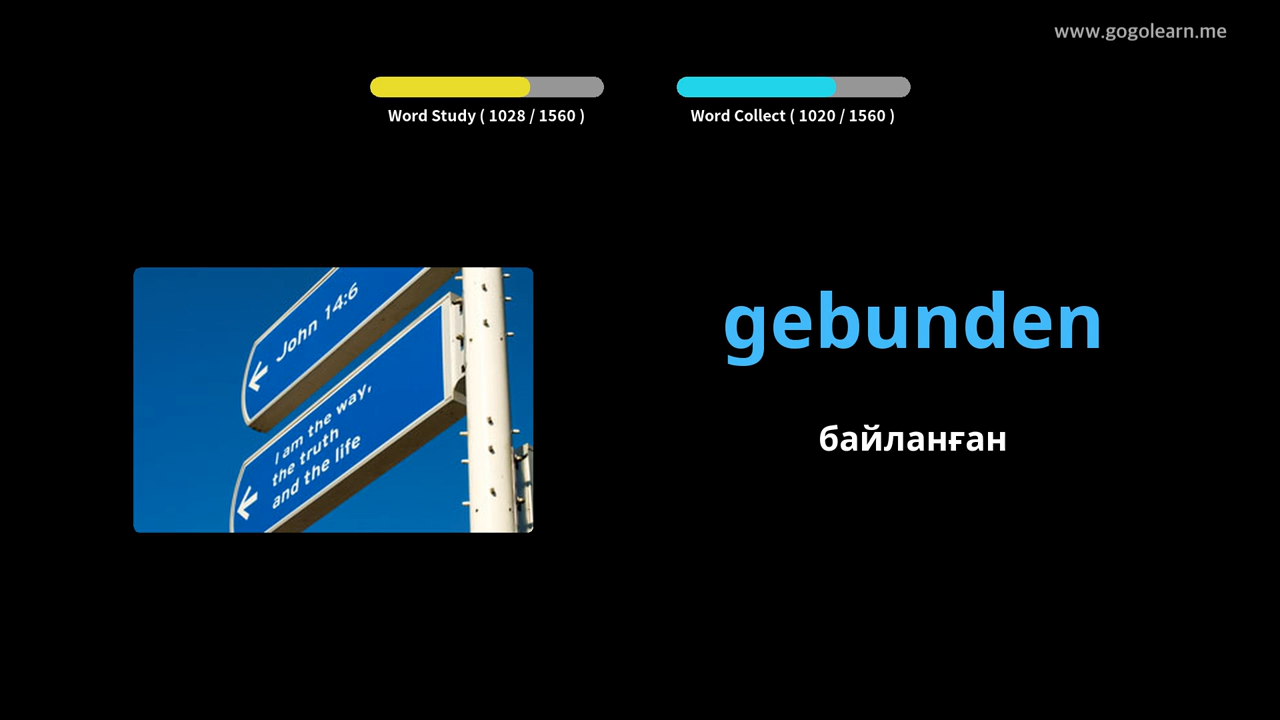 www.gogolearn.me
Word Study ( 1028 / 1560 )
Word Collect ( 1020 / 1560 )
John 14:6
I am the way,
the truth
and the life
gebunden
байланған